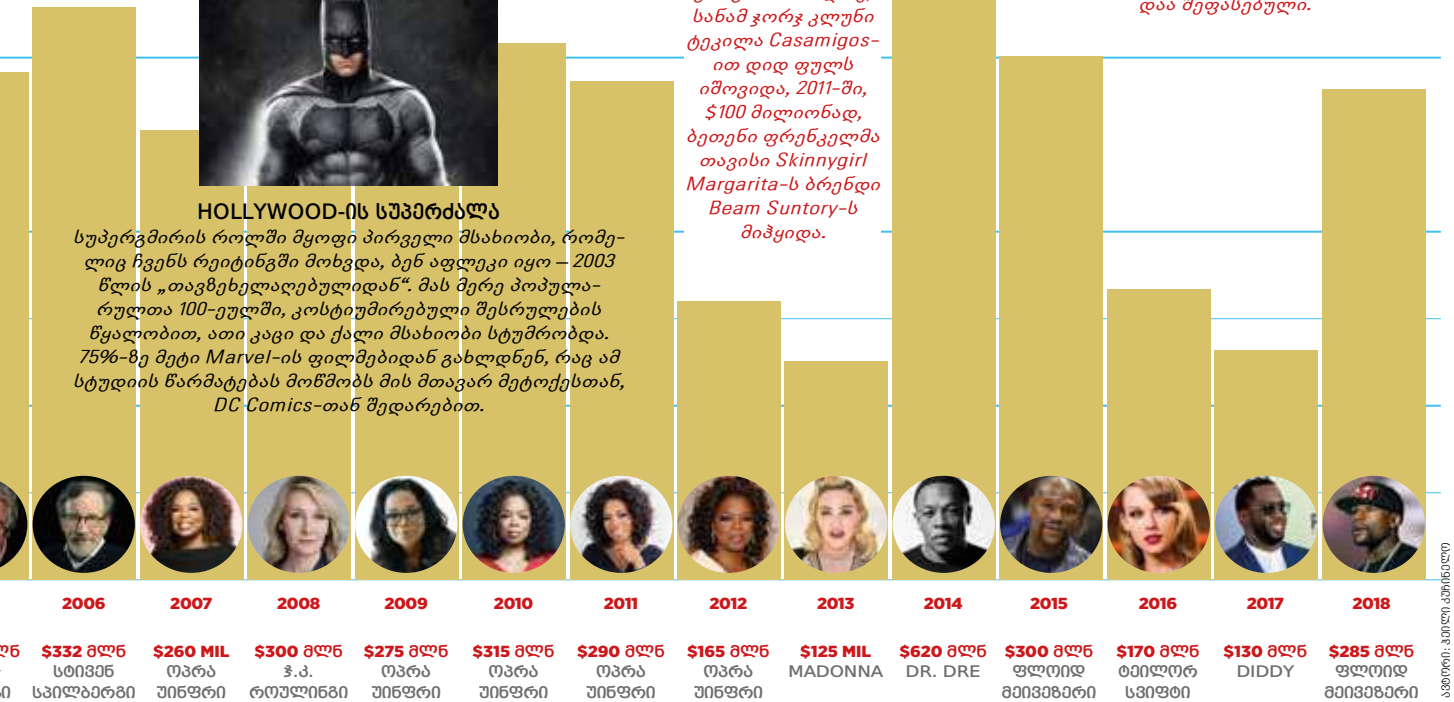 სანამ ჯორჯ კლუნი
ტეკილა Casamigos-
ით დიდ ფულს
იშოვიდა, 2011-ში,
$100 მილიონად,
ბეთენი ფრენკელმა
თავისი Skinnygirl
Margarita-ს ბრენდი
Beam Suntory-ს
მიჰყიდა.
დაა შეფასებული.
HOLLYWOOD-ის სუპერძალა
სუპერგმირის როლში მყოფი პირველი მსახიობი, რომე-
ლიც ჩვენს რეიტინგში მოხვდა, ბენ აფლეკი იყო – 2003
წლის „თავზეხელაღებულიდან“. მას მერე პოპულა-
რულთა 100-ეულში, კოსტიუმირებული შესრულების
წყალობით, ათი კაცი და ქალი მსახიობი სტუმრობდა.
75%-ზე მეტი Marvel-ის ფილმებიდან გახლდნენ, რაც ამ
სტუდიის წარმატებას მოწმობს მის მთავარ მეტოქესთან,
DC Comics-თან შედარებით.
2006 2007 2008 2009 2010 2011 2012 2013 2014 2015 2016 2017 2018
$332 მლნ $260 MIL $300 მლნ $275 მლნ $315 მლნ $290 მლნ $165 მლნ $125 MIL $620 მლნ $300 მლნ $170 მლნ $130 მლნ $285 მლნ
სტივენ ოპრა ჯ.კ. ოპრა ოპრა ოპრა ოპრა MADONNA DR. DRE ფლოიდ ტეილორ DIDDY ფლოიდ
სპილბერგი უინფრი როულინგი უინფრი უინფრი უინფრი უინფრი მეივეზერი სვიფტი მეივეზერი